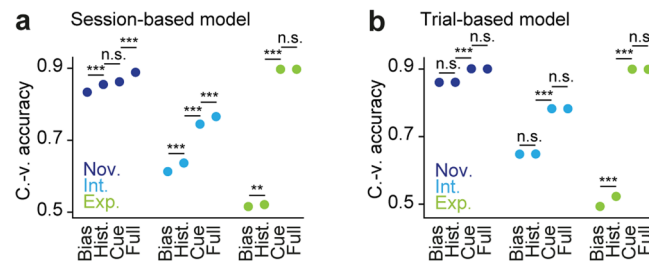 a Session-based model
C.-v. accuracy
0.9
0.7
0.5
*** n.s. ***
*** *** ***
** *** n.s.
Nov.
Int.
Exp.
Bias Hist. Cue Full Bias Hist. Cue Full Bias Hist. Cue Full
b Trial-based model
C.-v. accuracy
0.9
0.7
0.5
n.s. *** n.s.
n.s. *** n.s.
*** *** n.s.
Nov.
Int.
Exp.
Bias Hist. Cue Full Bias Hist. Cue Full Bias Hist. Cue Full